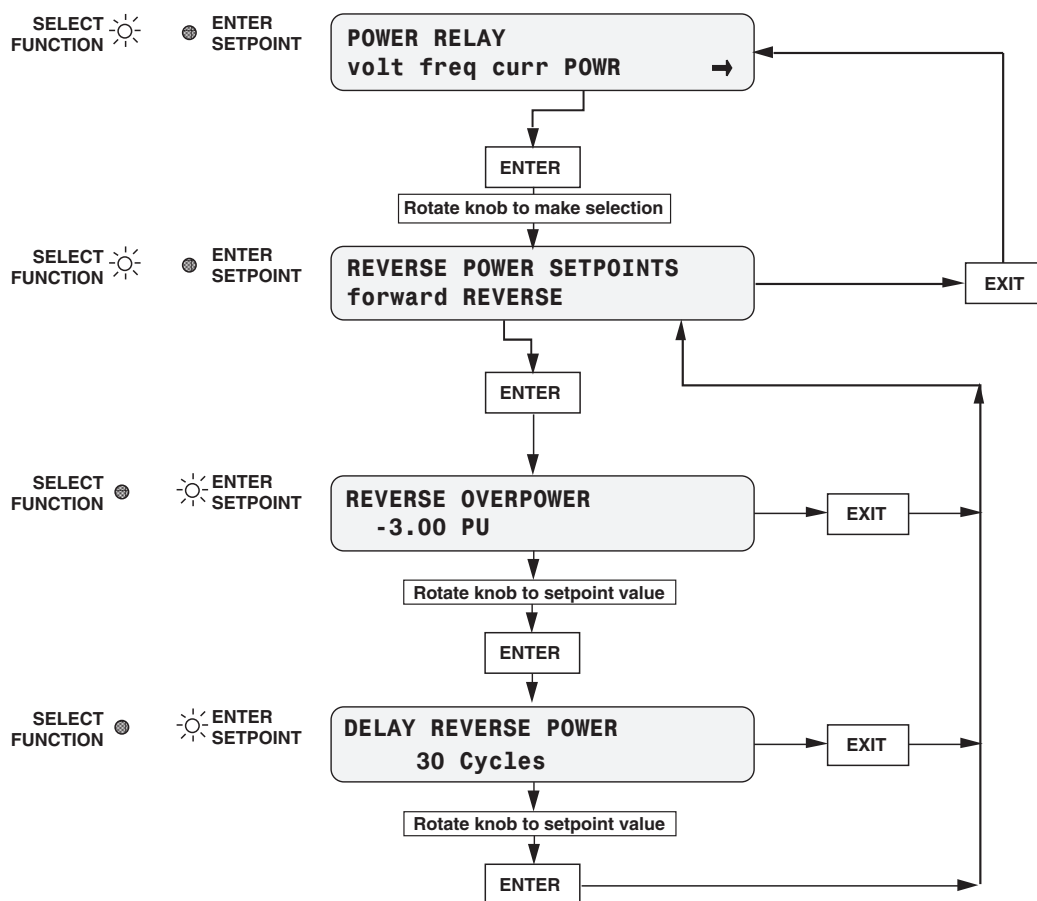 SELECT
FUNCTION
ENTER
SETPOINT
POWER RELAY
volt freq curr POWR →
ENTER
Rotate knob to make selection
SELECT
FUNCTION
ENTER
SETPOINT
REVERSE POWER SETPOINTS
forward REVERSE
EXIT
ENTER
SELECT
FUNCTION
ENTER
SETPOINT
REVERSE OVERPOWER
-3.00 PU
EXIT
Rotate knob to setpoint value
ENTER
SELECT
FUNCTION
ENTER
SETPOINT
DELAY REVERSE POWER
30 Cycles
EXIT
Rotate knob to setpoint value
ENTER